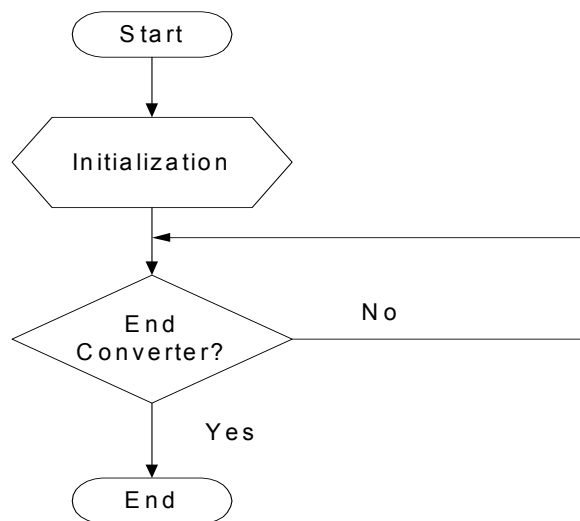 Start
Initialization
End
Converter?
No
Yes
End